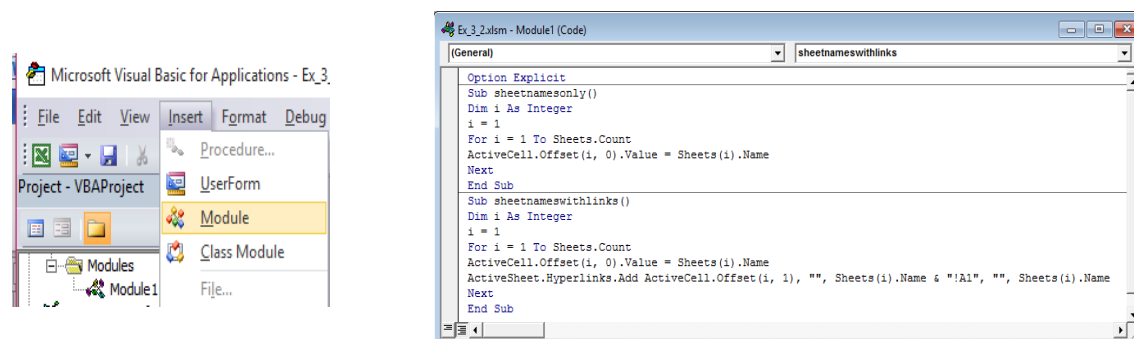 Microsoft Visual Basic for Applications - Ex_3_
File Edit View Insert Format Debug
Procedure...
Project - VBAProject
UserForm
Module
Class Module
Modules
Module1
File...
Ex_3_2.xlsm - Module1 (Code)
(General) sheetnameswithlinks
Option Explicit
Sub sheetnamesonly()
Dim i As Integer
i = 1
For i = 1 To Sheets.Count
ActiveCell.Offset(i, 0).Value = Sheets(i).Name
Next
End Sub
Sub sheetnameswithlinks()
Dim i As Integer
i = 1
For i = 1 To Sheets.Count
ActiveCell.Offset(i, 0).Value = Sheets(i).Name
ActiveSheet.Hyperlinks.Add ActiveCell.Offset(i, 1), "", Sheets(i).Name & "!A1", "", Sheets(i).Name
Next
End Sub